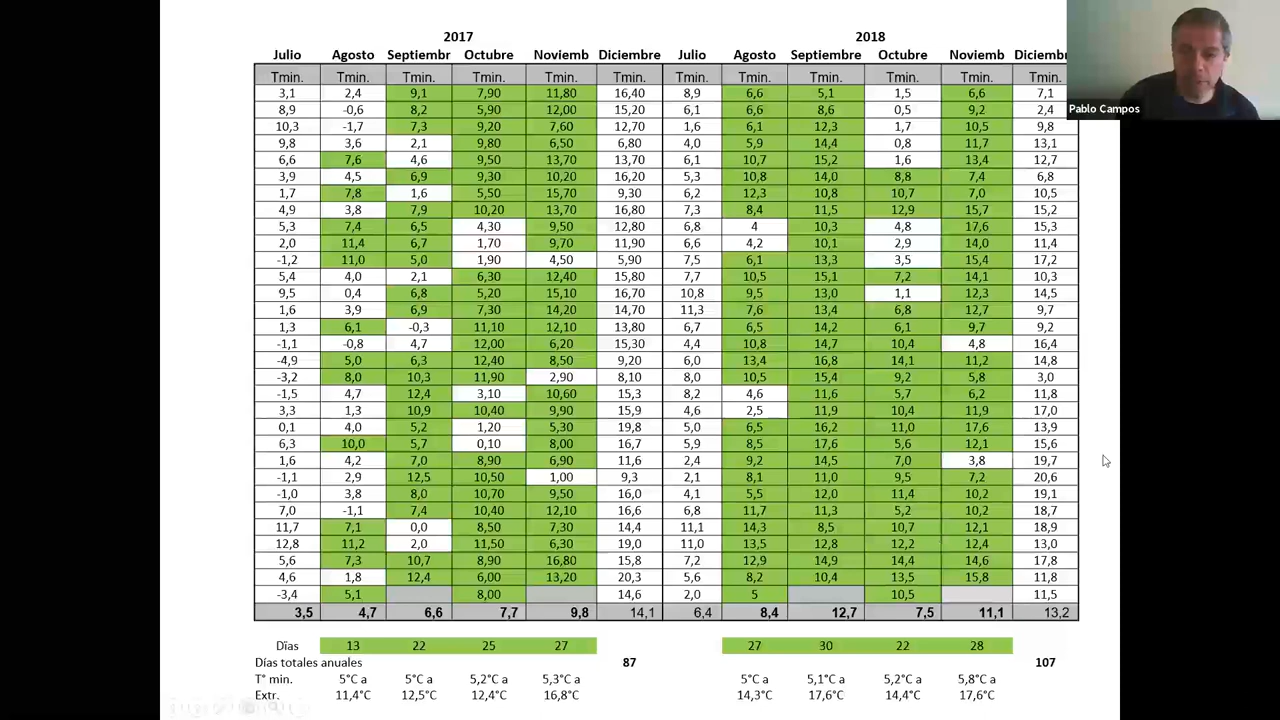 2017 2018
Julio Agosto Septiembr Octubre Noviemb Diciembre Julio Agosto Septiembre Octubre Noviemb Diciemb
Tmin. Tmin. Tmin. Tmin. Tmin. Tmin. Tmin. Tmin. Tmin. Tmin. Tmin. Tmin.
3,1 2,4 9,1 7,90 11,80 16,40 8,9 6,6 5,1 1,5 6,6 7,1
8,9 -0,6 8,2 5,90 12,00 15,20 6,1 6,6 8,6 0,5 9,2 2,4
Pablo Campos
10,3 -1,7 7,3 9,20 7,60 12,70 1,6 6,1 12,3 1,7 10,5 9,8
9,8 3,6 2,1 9,80 6,50 6,80 4,0 5,9 14,4 0,8 11,7 13,1
6,6 7,6 4,6 9,50 13,70 13,70 6,1 10,7 15,2 1,6 13,4 12,7
3,9 4,5 6,9 9,30 10,20 16,20 5,3 10,8 14,0 8,8 7,4 6,8
1,7 7,8 1,6 5,50 15,70 9,30 6,2 12,3 10,8 10,7 7,0 10,5
4,9 3,8 7,9 10,20 13,70 16,80 7,3 8,4 11,5 12,9 15,7 15,2
5,3 7,4 6,5 4,30 9,50 12,80 6,8 4 10,3 4,8 17,6 15,3
2,0 11,4 6,7 1,70 9,70 11,90 6,6 4,2 10,1 2,9 14,0 11,4
-1,2 11,0 5,0 1,90 4,50 5,90 7,5 6,1 13,3 3,5 15,4 17,2
5,4 4,0 2,1 6,30 12,40 15,80 7,7 10,5 15,1 7,2 14,1 10,3
9,5 0,4 6,8 5,20 15,10 16,70 10,8 9,5 13,0 1,1 12,3 14,5
1,6 3,9 6,9 7,30 14,20 14,70 11,3 7,6 13,4 6,8 12,7 9,7
1,3 6,1 -0,3 11,10 12,10 13,80 6,7 6,5 14,2 6,1 9,7 9,2
-1,1 -0,8 4,7 12,00 6,20 15,30 4,4 10,8 14,7 10,4 4,8 16,4
-4,9 5,0 6,3 12,40 8,50 9,20 6,0 13,4 16,8 14,1 11,2 14,8
-3,2 8,0 10,3 11,90 2,90 8,10 8,0 10,5 15,4 9,2 5,8 3,0
-1,5 4,7 12,4 3,10 10,60 15,3 8,2 4,6 11,6 5,7 6,2 11,8
3,3 1,3 10,9 10,40 9,90 15,9 4,6 2,5 11,9 10,4 11,9 17,0
0,1 4,0 5,2 1,20 5,30 19,8 5,0 6,5 16,2 11,0 17,6 13,9
6,3 10,0 5,7 0,10 8,00 16,7 5,9 8,5 17,6 5,6 12,1 15,6
1,6 4,2 7,0 8,90 6,90 11,6 2,4 9,2 14,5 7,0 3,8 19,7
-1,1 2,9 12,5 10,50 1,00 9,3 2,1 8,1 11,0 9,5 7,2 20,6
-1,0 3,8 8,0 10,70 9,50 16,0 4,1 5,5 12,0 11,4 10,2 19,1
7,0 -1,1 7,4 10,40 12,10 16,6 6,8 11,7 11,3 5,2 10,2 18,7
11,7 7,1 0,0 8,50 7,30 14,4 11,1 14,3 8,5 10,7 12,1 18,9
12,8 11,2 2,0 11,50 6,30 19,0 11,0 13,5 12,8 12,2 12,4 13,0
5,6 7,3 10,7 8,90 16,80 15,8 7,2 12,9 14,9 14,4 14,6 17,8
4,6 1,8 12,4 6,00 13,20 20,3 5,6 8,2 10,4 13,5 15,8 11,8
-3,4 5,1 8,00 14,6 2,0 5 10,5 11,5
3,5 4,7 6,6 7,7 9,8 14,1 6,4 8,4 12,7 7,5 11,1 13,2
Dïas 13 22 25 27 27 30 22 28
Días totales anuales 87 107
T° min. 5°C a 5°C a 5,2°C a 5,3°C a 5°C a 5,1°C a 5,2°C a 5,8°C a
Extr. 11,4°C 12,5°C 12,4°C 16,8°C 14,3°C 17,6°C 14,4°C 17,6°C